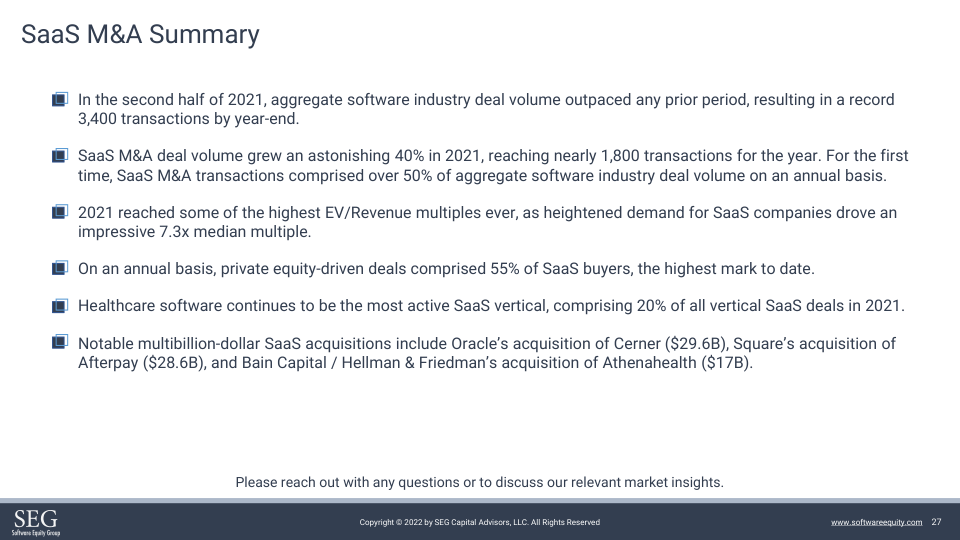 SaaS M&A Summary
In the second half of 2021, aggregate software industry deal volume outpaced any prior period, resulting in a record
3,400 transactions by year-end.
SaaS M&A deal volume grew an astonishing 40% in 2021, reaching nearly 1,800 transactions for the year. For the first
time, SaaS M&A transactions comprised over 50% of aggregate software industry deal volume on an annual basis.
2021 reached some of the highest EV/Revenue multiples ever, as heightened demand for SaaS companies drove an
impressive 7.3x median multiple.
On an annual basis, private equity-driven deals comprised 55% of SaaS buyers, the highest mark to date.
Healthcare software continues to be the most active SaaS vertical, comprising 20% of all vertical SaaS deals in 2021.
Notable multibillion-dollar SaaS acquisitions include Oracle’s acquisition of Cerner ($29.6B), Square’s acquisition of
Afterpay ($28.6B), and Bain Capital / Hellman & Friedman’s acquisition of Athenahealth ($17B).
Please reach out with any questions or to discuss our relevant market insights.
SEG
Software Equity Group
Copyright © 2022 by SEG Capital Advisors, LLC. All Rights Reserved
www.softwareequity.com 27